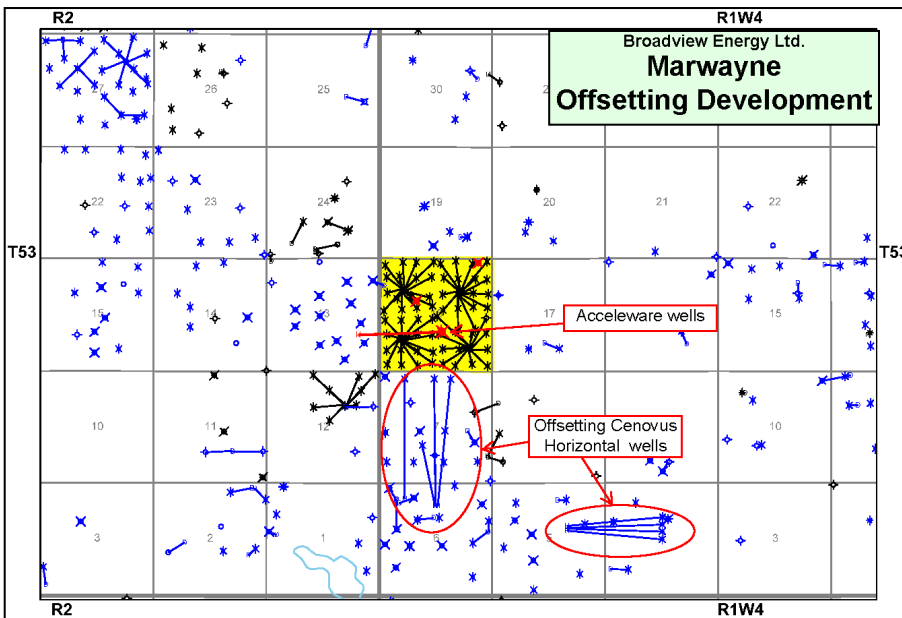 R2 R1W4
Broadview Energy Ltd.
Marwayne
Offsetting Development
27 26 25 30
22 23 24 19 20 21 22
T53 T53
14 13 17 15
Acceleware wells
10 11 12 10
Offsetting Cenovus
Horizontal wells
3 2 1 6 3
R2 R1W4